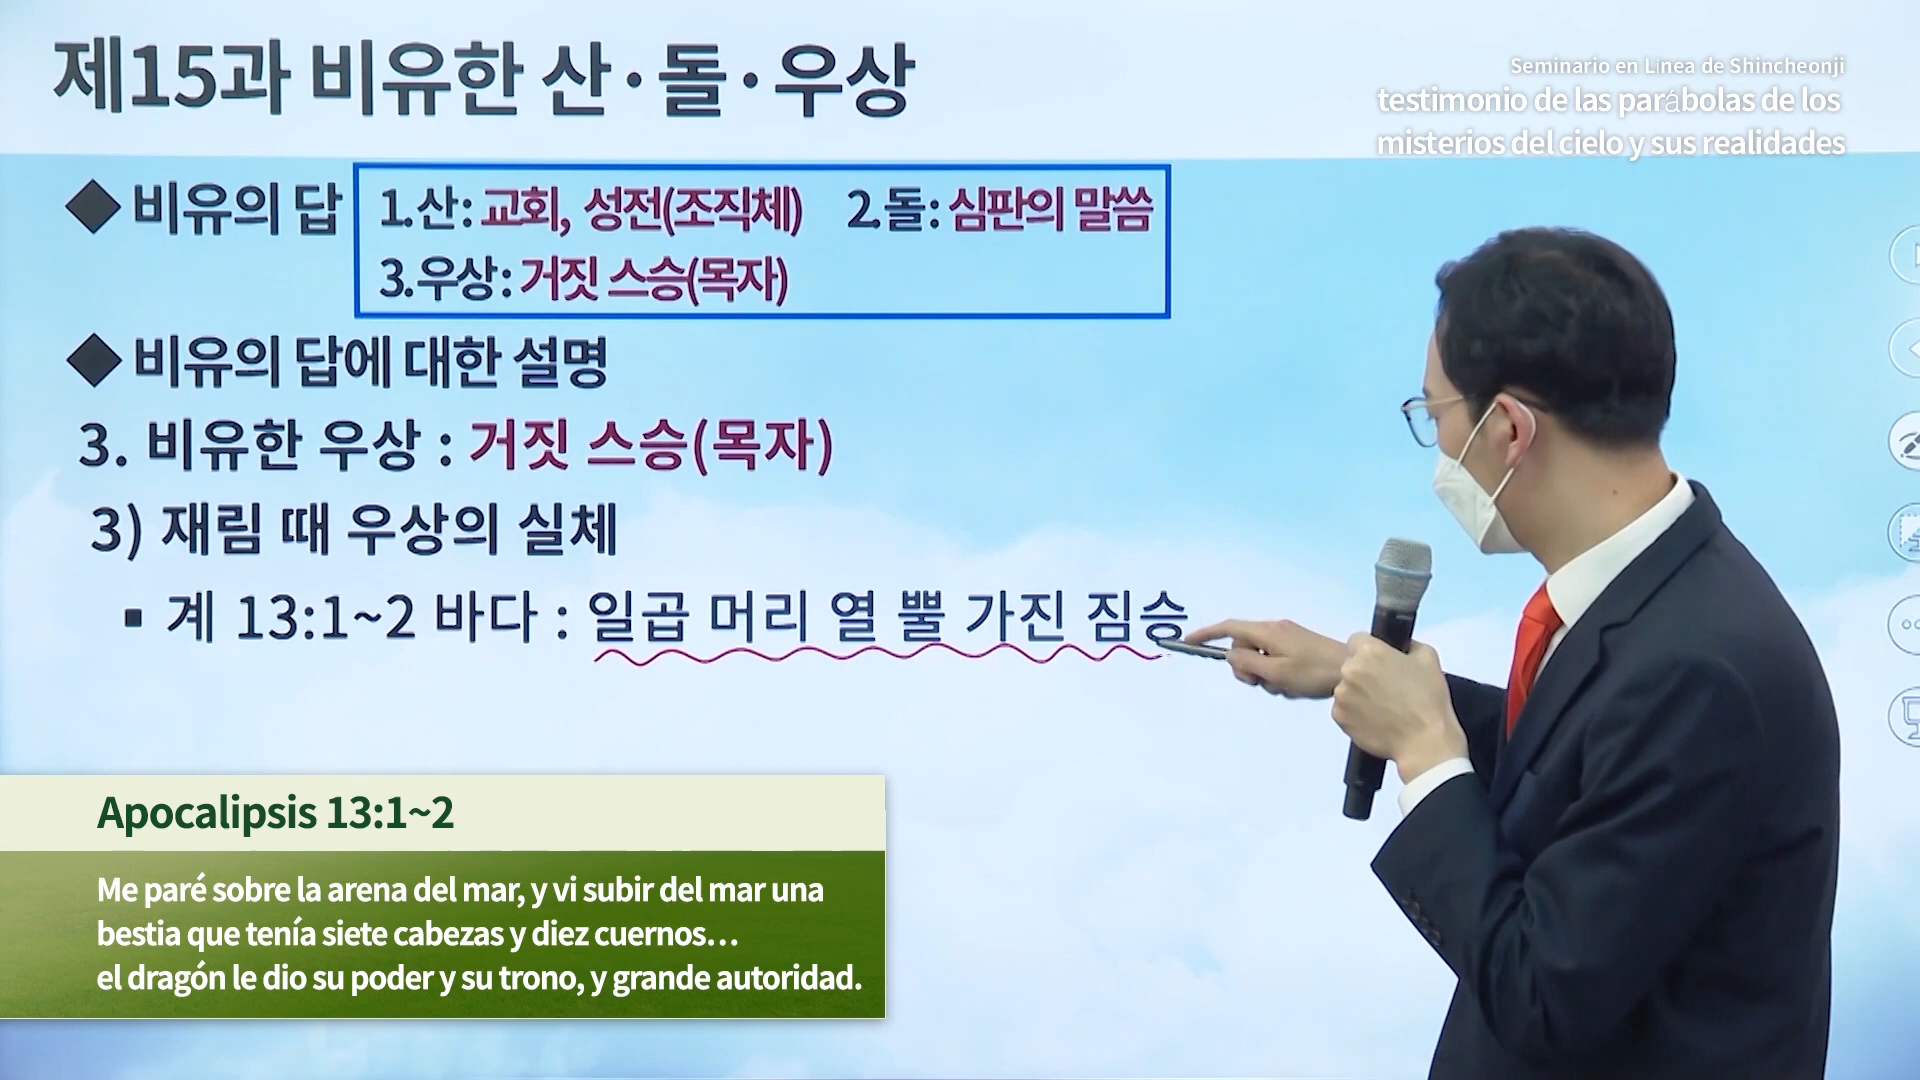 제15과 비유한 산·돌·우상
Seminario en Línea de Shincheonji
testimonio de las parábolas de los
misterios del cielo y sus realidades
◆ 비유의 답
1.산: 교회, 성전(조직체) 2.돌: 심판의 말씀
3.우상: 거짓 스승(목자)
◆ 비유의 답에 대한 설명
3. 비유한 우상 : 거짓 스승(목자)
3) 재림 때 우상의 실체
▪ 계 13:1~2 바다 : 일곱 머리 열 뿔 가진 짐승
Apocalipsis 13:1~2
Me paré sobre la arena del mar, y vi subir del mar una
bestia que tenía siete cabezas y diez cuernos...
el dragón le dio su poder y su trono, y grande autoridad.